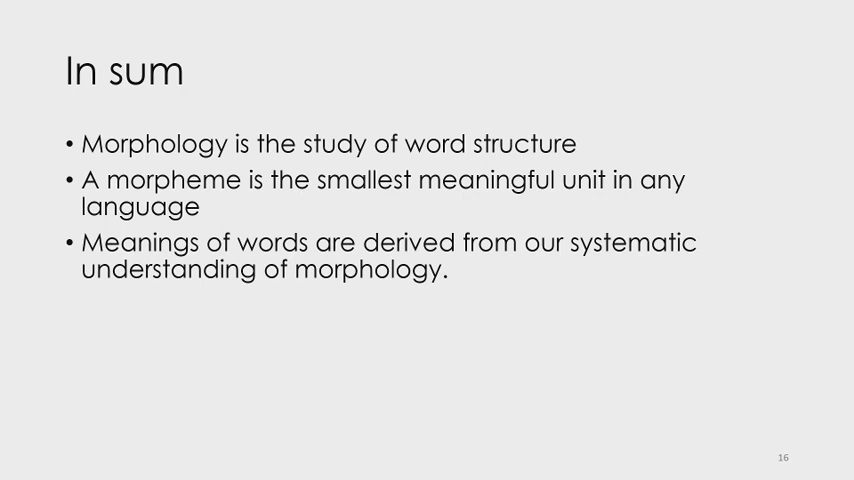 In sum
• Morphology is the study of word structure
• A morpheme is the smallest meaningful unit in any
language
• Meanings of words are derived from our systematic
understanding of morphology.
16